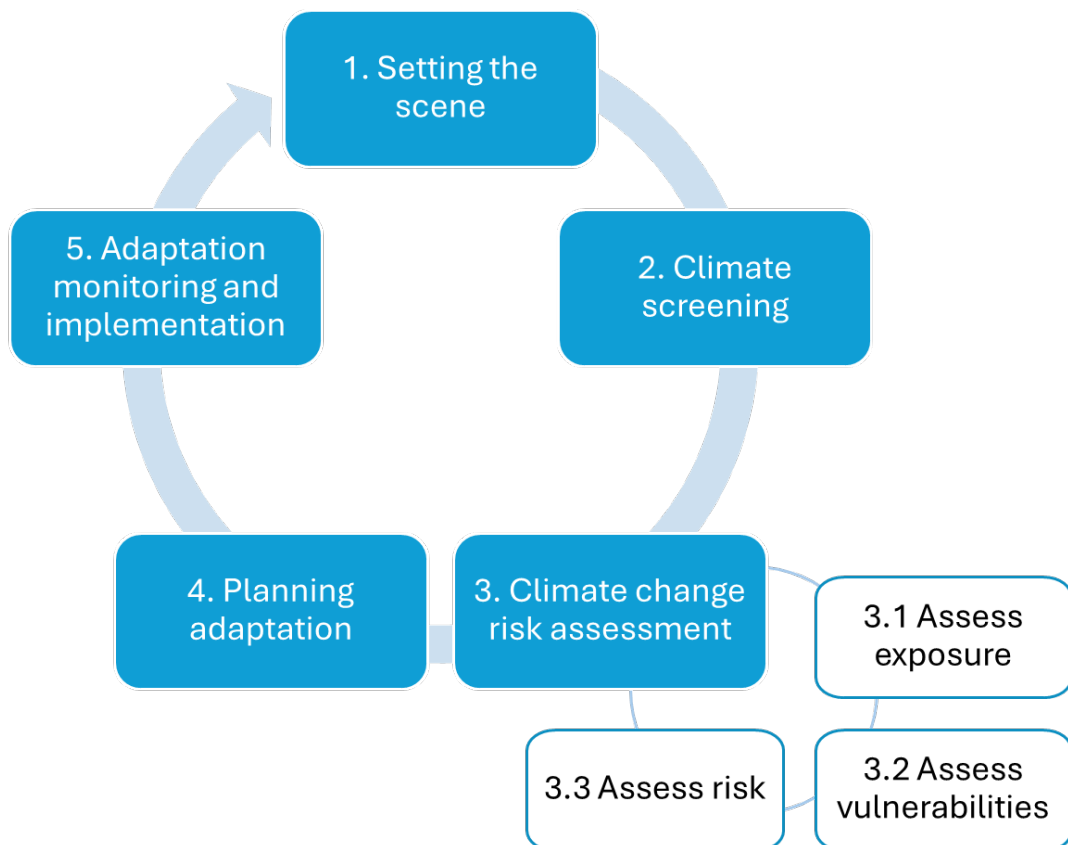 1. Setting the
scene
2. Climate
screening
3. Climate change
risk assessment
3.1 Assess
exposure
3.2 Assess
vulnerabilities
3.3 Assess risk
4. Planning
adaptation
5. Adaptation
monitoring and
implementation